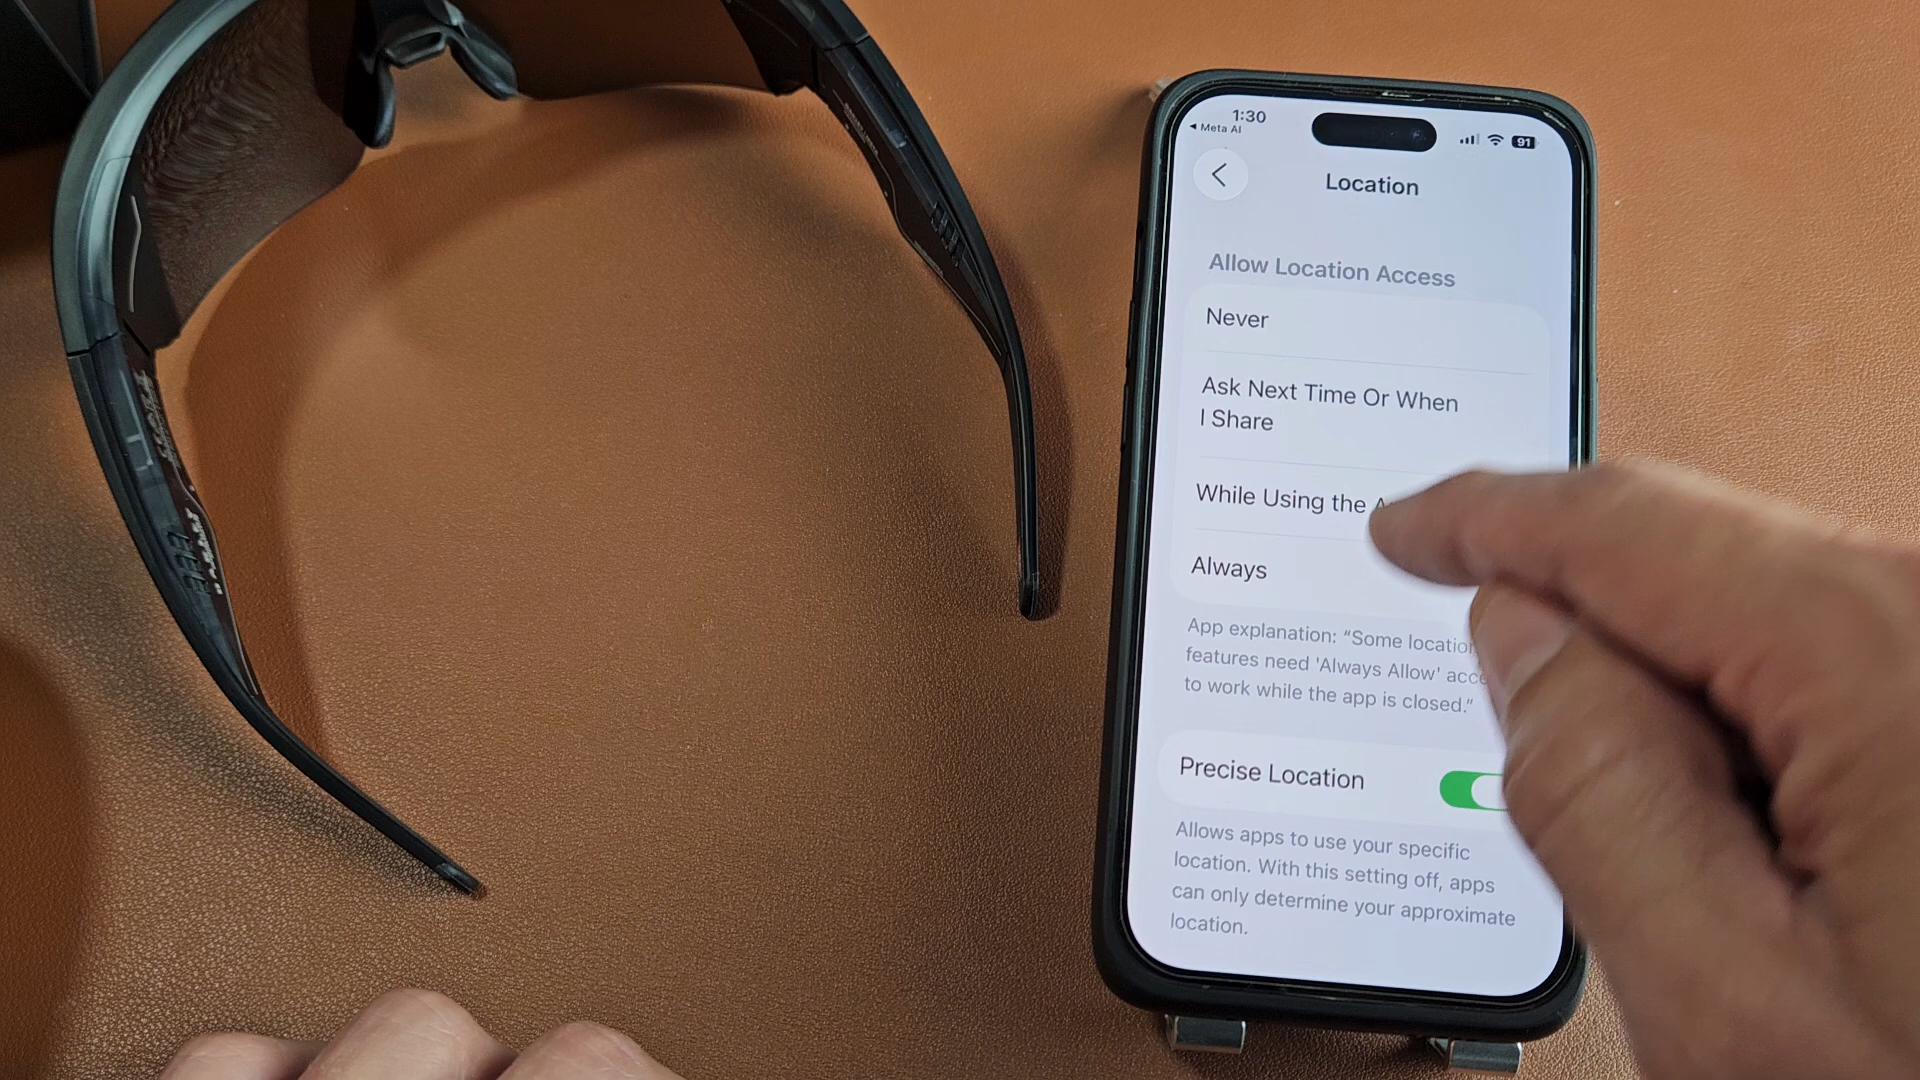 1:30
◀ Meta AI
91
Location
Allow Location Access
Never
Ask Next Time Or When
I Share
While Using the
Always
App explanation: “Some location
features need 'Always Allow'
to work while the app is closed.”
Precise Location
Allows apps to use your specific
location. With this setting off, apps
can only determine your approximate
location.